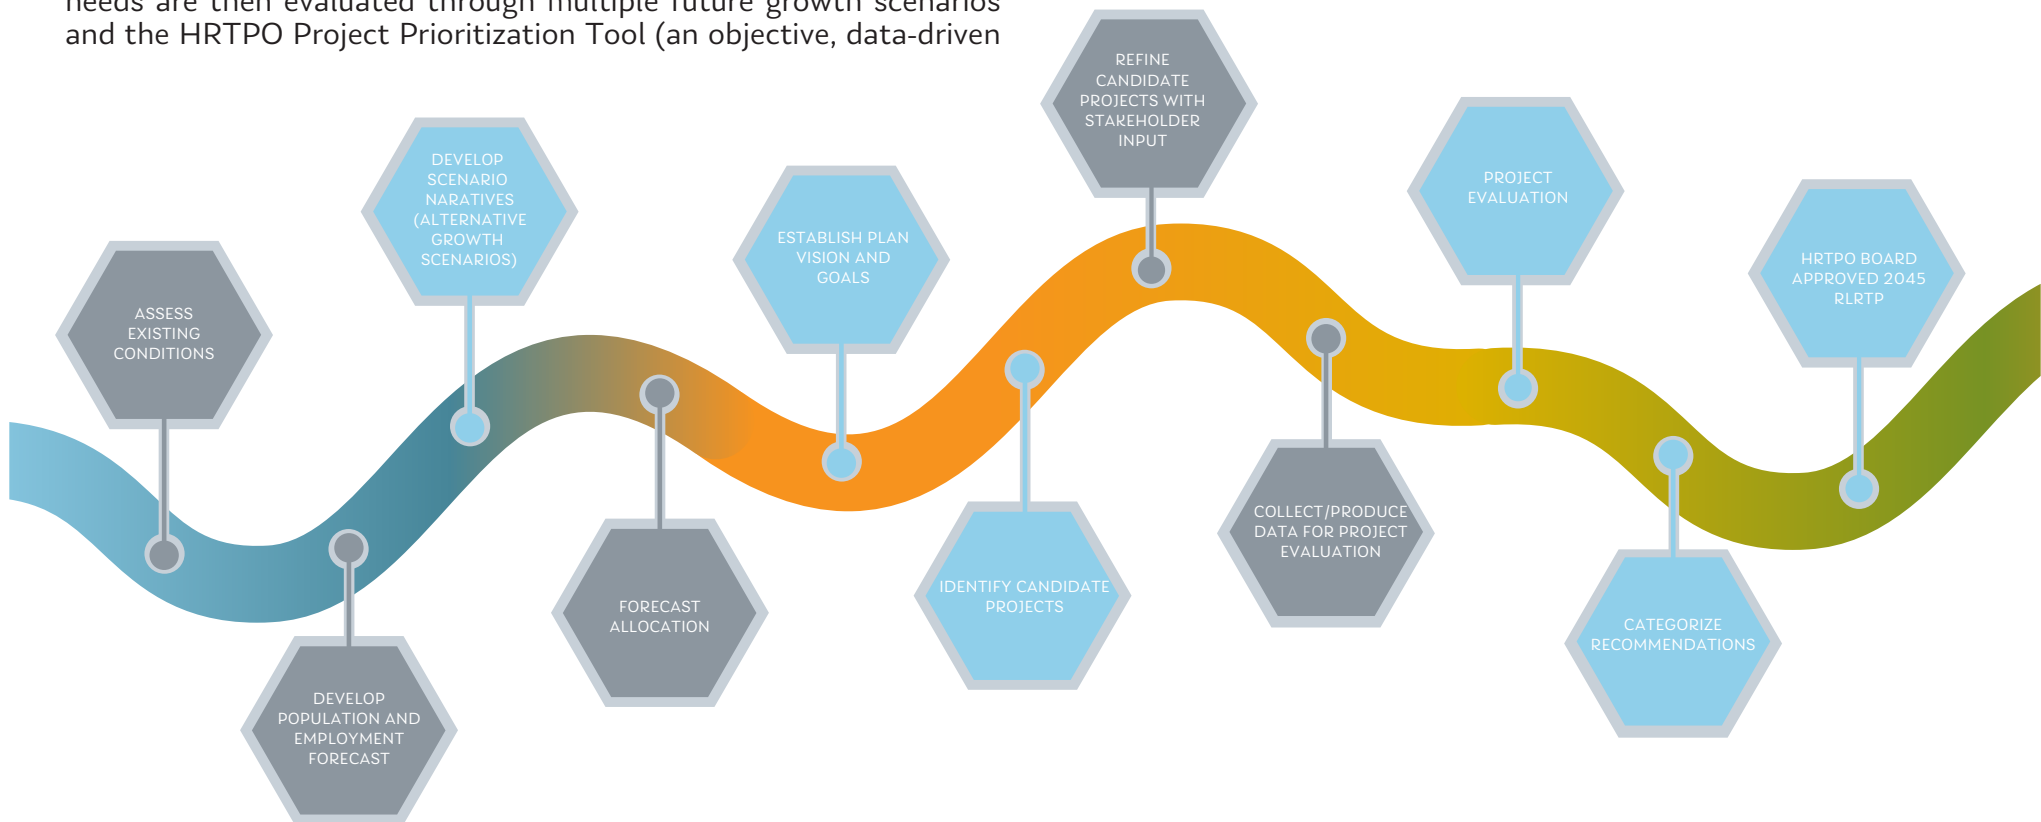 needs are then evaluated through multiple future growth scenarios
and the HRTPO Project Prioritization Tool (an objective, data-driven
ASSESS
EXISTING
CONDITIONS
DEVELOP
POPULATION AND
EMPLOYMENT
FORECAST
DEVELOP
SCENARIO
NARATIVES
(ALTERNATIVE
GROWTH
SCENARIOS)
FORECAST
ALLOCATION
ESTABLISH PLAN
VISION AND
GOALS
IDENTIFY CANDIDATE
PROJECTS
REFINE
CANDIDATE
PROJECTS WITH
STAKEHOLDER
INPUT
COLLECT/PRODUCE
DATA FOR PROJECT
EVALUATION
PROJECT
EVALUATION
CATEGORIZE
RECOMMENDATIONS
HRTPO BOARD
APPROVED 2045
RLRTP